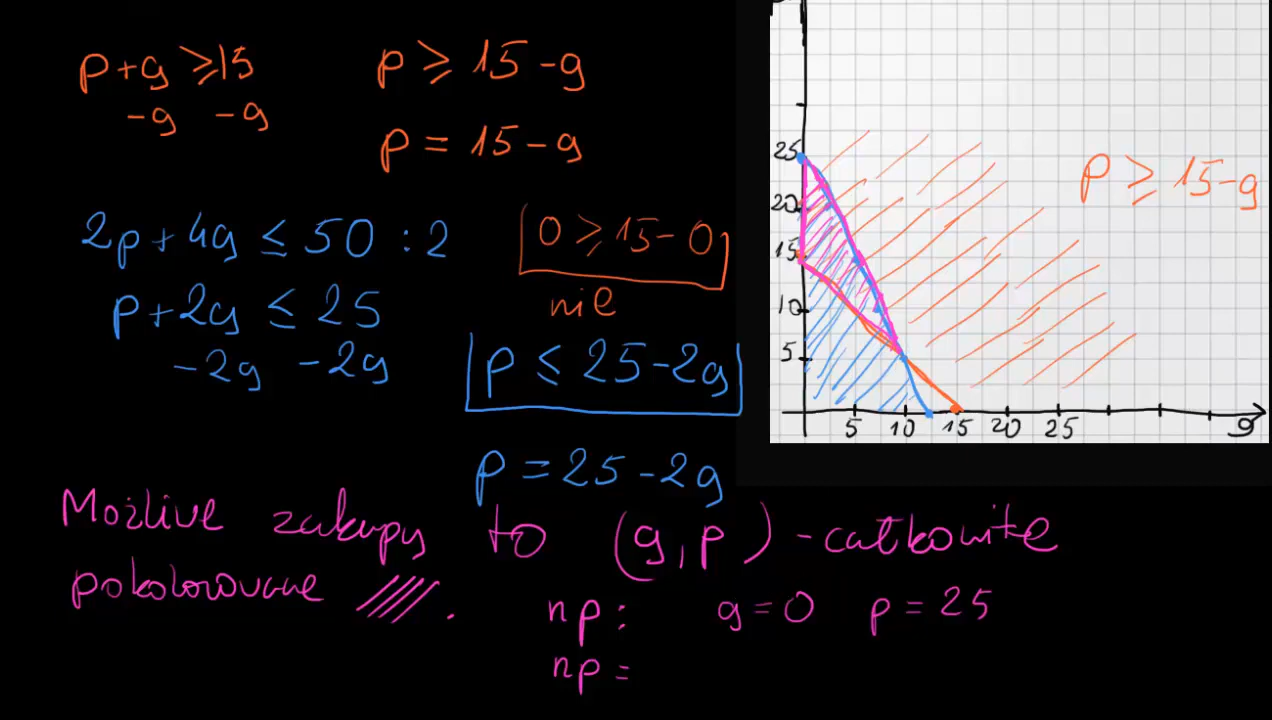 p+g ≥15
-g -g
p ≥ 15-g
p = 15-g
2p+4g ≤ 50 :2
p+2g ≤ 25
-2g -2g
0 ≥ 15-0
nie
p ≤ 25-2g
p = 25-2g
25
20
15
10
5
5 10 15 20 25
g
p ≥ 15-g
Możliwe zakupy to (g,p) -całkowite
pokolorowane ////.
np: g=0 p=25
np=